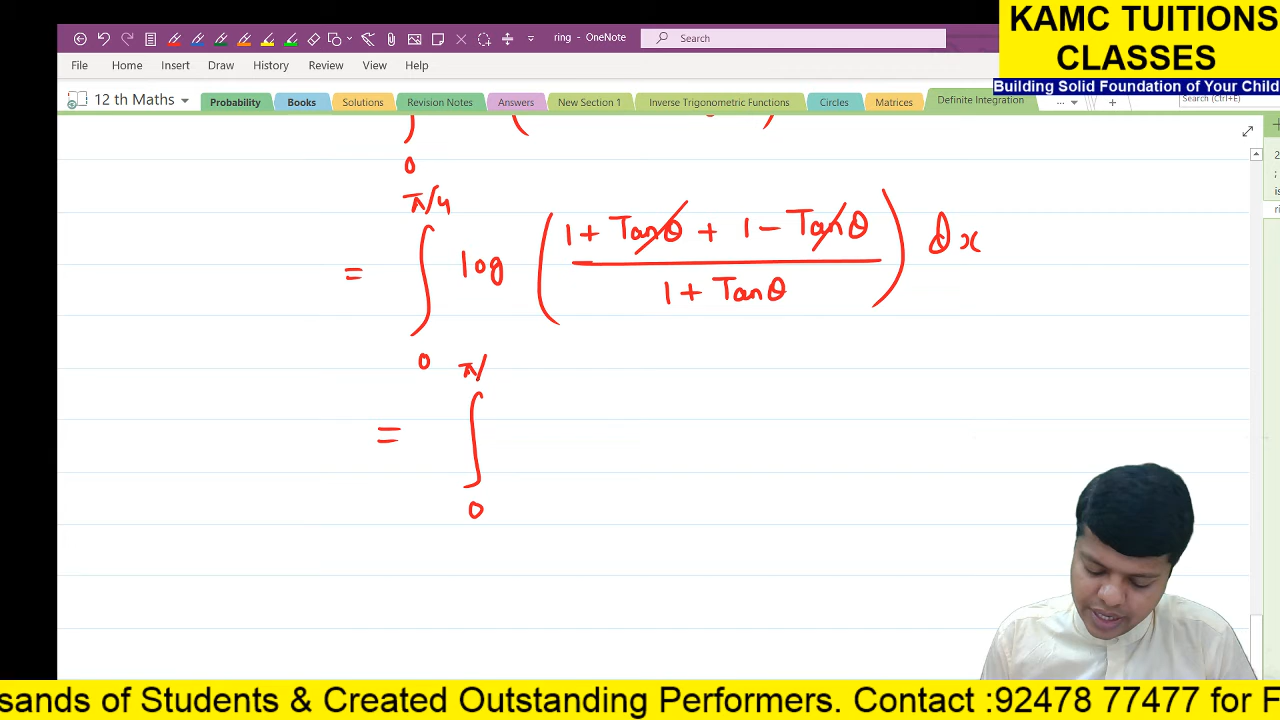 KAMC TUITIONS
CLASSES
Building Solid Foundation of Your Child
ring - OneNote
Search
File Home Insert Draw History Review View Help
12 th Maths
Probability Books Solutions Revision Notes Answers New Section 1 Inverse Trigonometric Functions Circles Matrices Definite Integration ... +
Search (Ctrl+E)
0
π/4
= ∫ log ( (1 + Tanθ + 1 - Tanθ) / (1 + Tanθ) ) dx
0
π/
= ∫
0
sands of Students & Created Outstanding Performers. Contact :92478 77477 for F